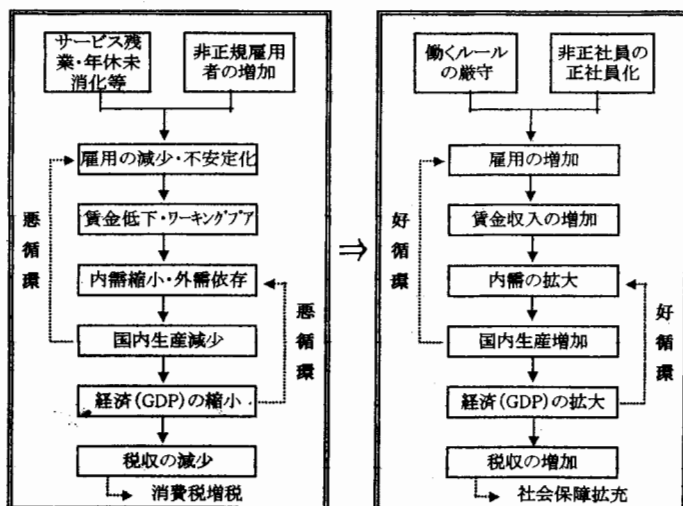 サービス残
業・年休未
消化等
非正規雇用
者の増加
雇用の減少・不安定化
賃金低下・ワーキングプア
内需縮小・外需依存
国内生産減少
経済(GDP)の縮小
税収の減少
消費税増税
悪循環
悪循環
⇒
働くルール
の厳守
非正社員の
正社員化
雇用の増加
賃金収入の増加
内需の拡大
国内生産増加
経済(GDP)の拡大
税収の増加
社会保障拡充
好循環
好循環